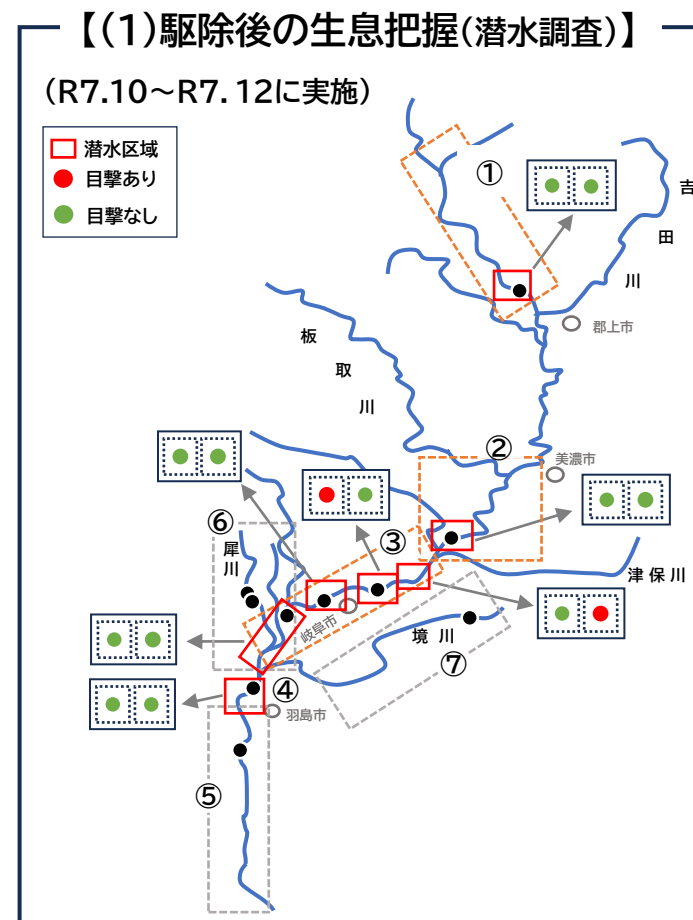 【(1)駆除後の生息把握(潜水調査)】
(R7.10～R7.12に実施)
潜水区域
目撃あり
目撃なし
①
吉田川
郡上市
板取川
②
美濃市
⑥
③
犀川
津保川
岐阜市
境川
⑦
④
羽島市
⑤